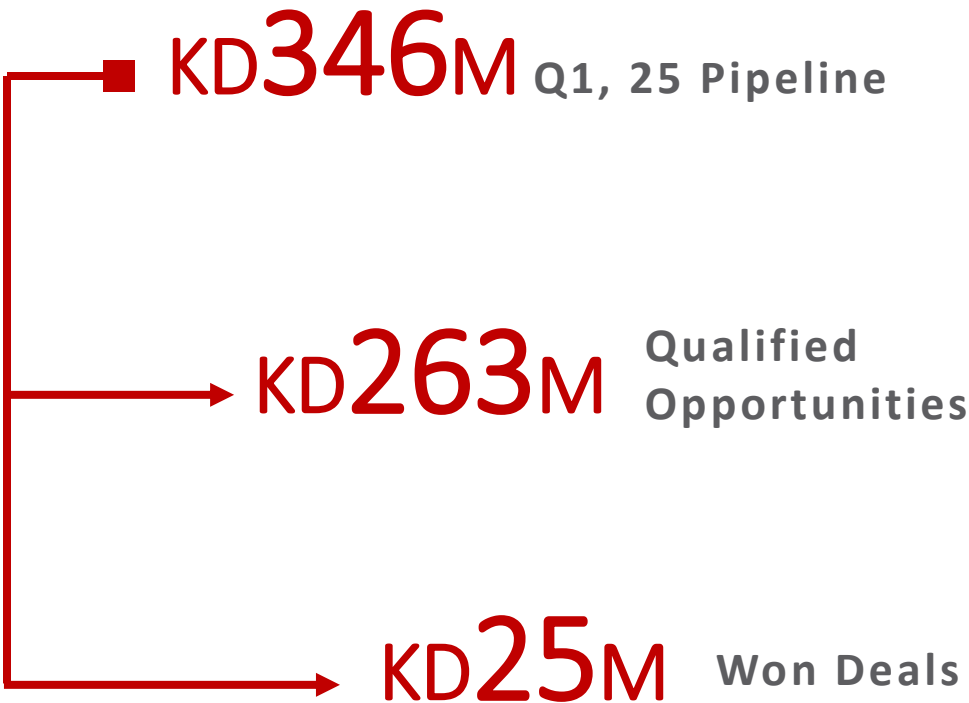 KD346M Q1, 25 Pipeline
KD263M Qualified
Opportunities
KD25M Won Deals